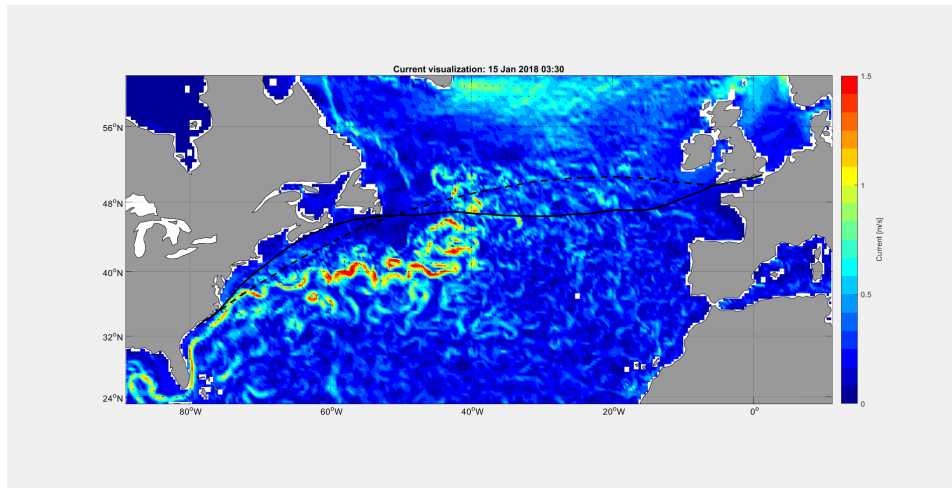 Current visualization: 15 Jan 2018 03:30
1.5
56°N
48°N
1
Current [m/s]
40°N
0.5
32°N
24°N
0
80°W
60°W
40°W
20°W
0°